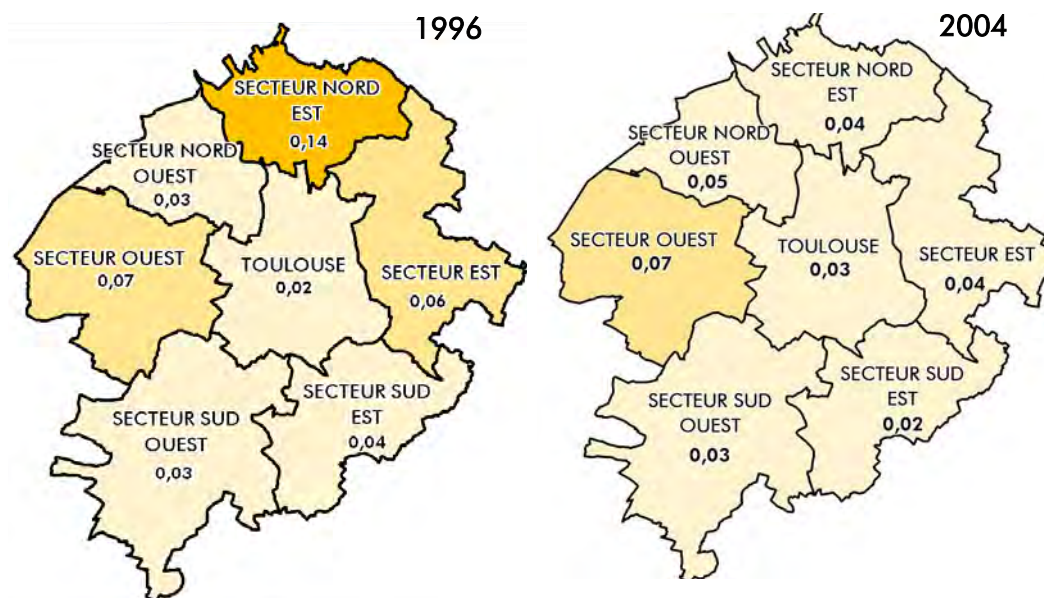 1996
SECTEUR NORD
EST
0,14
SECTEUR NORD
OUEST
0,03
SECTEUR OUEST
0,07
TOULOUSE
0,02
SECTEUR EST
0,06
SECTEUR SUD
EST
0,04
SECTEUR SUD
OUEST
0,03
2004
SECTEUR NORD
EST
0,04
SECTEUR NORD
OUEST
0,05
SECTEUR OUEST
0,07
TOULOUSE
0,03
SECTEUR EST
0,04
SECTEUR SUD
EST
0,02
SECTEUR SUD
OUEST
0,03